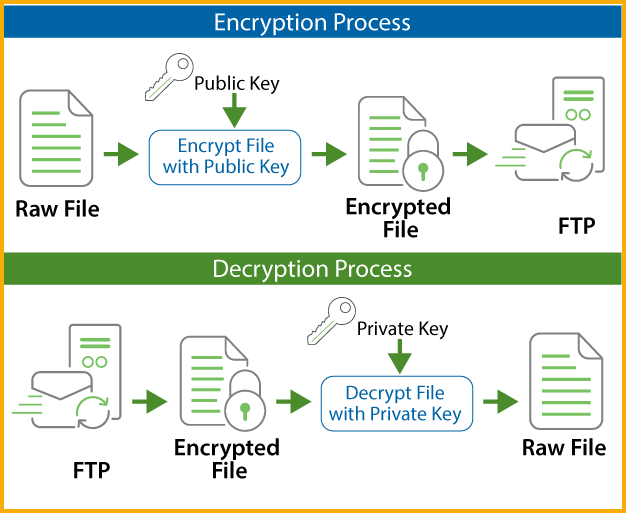 Encryption Process
Public Key
Encrypt File
with Public Key
Raw File
Encrypted
File
FTP
Decryption Process
Private Key
Decrypt File
with Private Key
FTP
Encrypted
File
Raw File